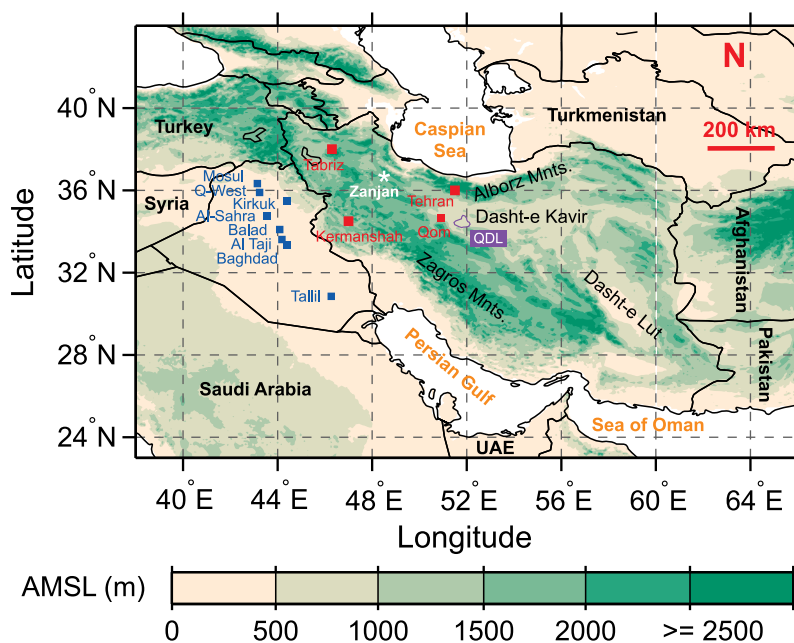 N
40°N
Turkmenistan
Turkey
Caspian
Sea
200 km
Tabriz
*
Zanjan
Mosul
Q-West
36°N
Alborz Mnts.
Syria
Kirkuk
Tehran
Al-Sahra
Dasht-e Kavir
Balad
Kermanshah
Qom
QDL
Al Taji
Baghdad
Afghanistan
Latitude
32°N
Zagros Mnts.
Dasht-e Lut
Tallil
28°N
Persian Gulf
Pakistan
Saudi Arabia
Sea of Oman
24°N
UAE
40°E 44°E 48°E 52°E 56°E 60°E 64°E
Longitude
AMSL (m)
0 500 1000 1500 2000 >= 2500